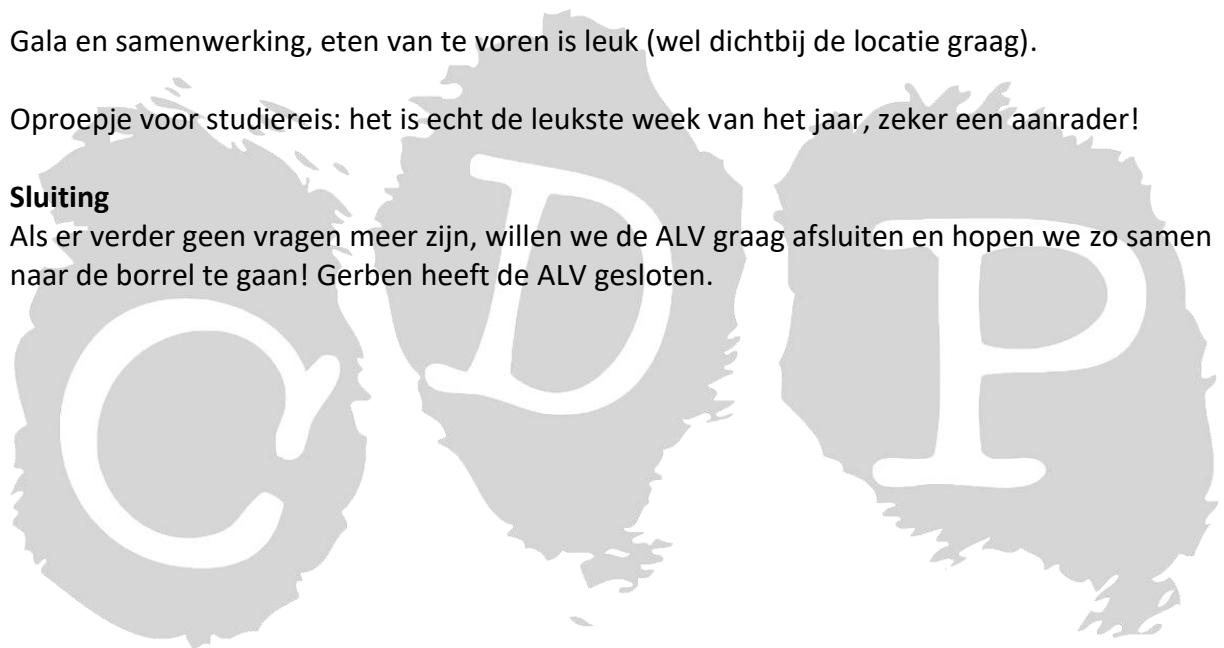 Gala en samenwerking, eten van te voren is leuk (wel dichtbij de locatie graag).
Oproepje voor studiereis: het is echt de leukste week van het jaar, zeker een aanrader!
Sluiting
Als er verder geen vragen meer zijn, willen we de ALV graag afsluiten en hopen we zo samen
naar de borrel te gaan! Gerben heeft de ALV gesloten.
CDP